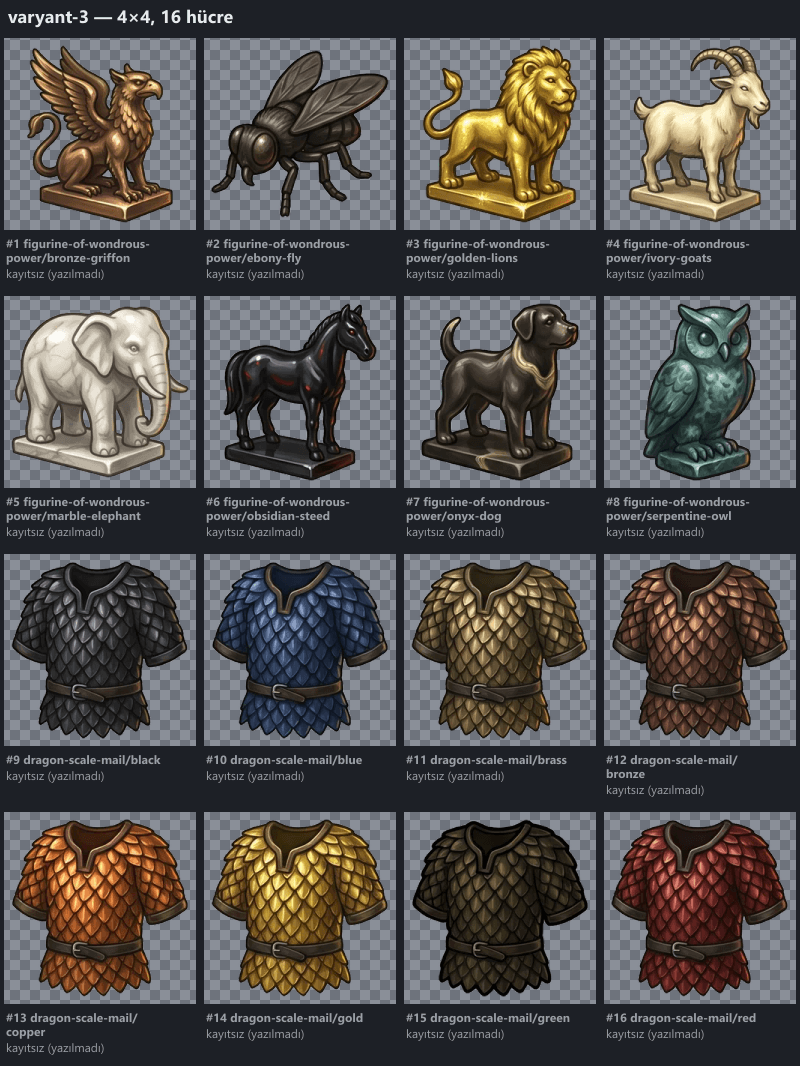 varyant-3 — 4×4, 16 hücre
#1 figurine-of-wondrous-
power/bronze-griffon
kayıtsız (yazılmadı)
#2 figurine-of-wondrous-
power/ebony-fly
kayıtsız (yazılmadı)
#3 figurine-of-wondrous-
power/golden-lions
kayıtsız (yazılmadı)
#4 figurine-of-wondrous-
power/ivory-goats
kayıtsız (yazılmadı)
#5 figurine-of-wondrous-
power/marble-elephant
kayıtsız (yazılmadı)
#6 figurine-of-wondrous-
power/obsidian-steed
kayıtsız (yazılmadı)
#7 figurine-of-wondrous-
power/onyx-dog
kayıtsız (yazılmadı)
#8 figurine-of-wondrous-
power/serpentine-owl
kayıtsız (yazılmadı)
#9 dragon-scale-mail/black
kayıtsız (yazılmadı)
#10 dragon-scale-mail/blue
kayıtsız (yazılmadı)
#11 dragon-scale-mail/brass
kayıtsız (yazılmadı)
#12 dragon-scale-mail/
bronze
kayıtsız (yazılmadı)
#13 dragon-scale-mail/
copper
kayıtsız (yazılmadı)
#14 dragon-scale-mail/gold
kayıtsız (yazılmadı)
#15 dragon-scale-mail/green
kayıtsız (yazılmadı)
#16 dragon-scale-mail/red
kayıtsız (yazılmadı)